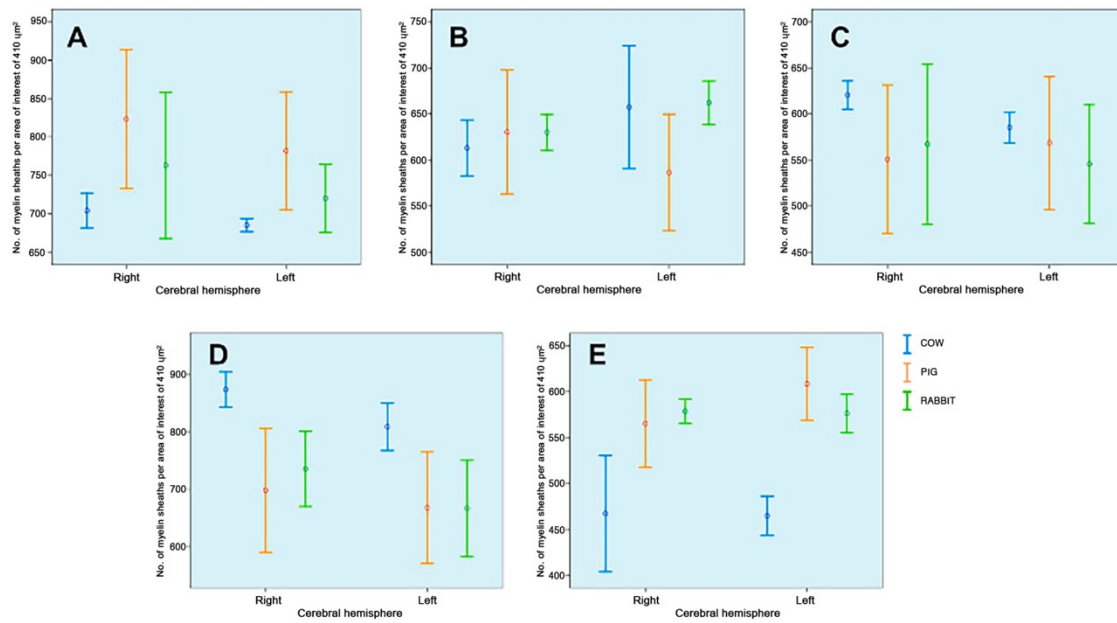 A
No. of myelin sheaths per area of interest of 410 µm²
950
900
850
800
750
700
650
Right
Left
Cerebral hemisphere
B
No. of myelin sheaths per area of interest of 410 µm²
750
700
650
600
550
500
Right
Left
Cerebral hemisphere
C
No. of myelin sheaths per area of interest of 410 µm²
700
650
600
550
500
450
Right
Left
Cerebral hemisphere
D
No. of myelin sheaths per area of interest of 410 µm²
900
800
700
600
Right
Left
Cerebral hemisphere
E
No. of myelin sheaths per area of interest of 410 µm²
650
600
550
500
450
400
Right
Left
Cerebral hemisphere
COW
PIG
RABBIT